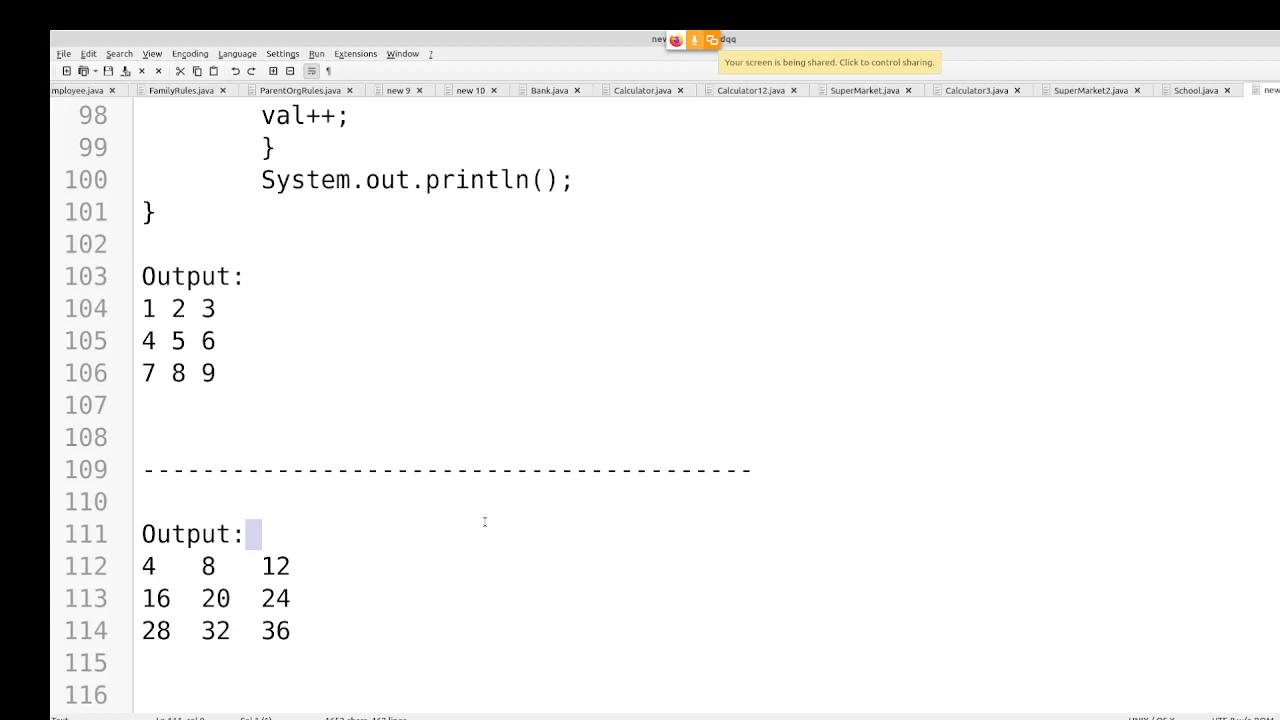 new dqq
File Edit Search View Encoding Language Settings Run Extensions Window ?
Your screen is being shared. Click to control sharing.
mployee.java FamilyRules.java ParentOrgRules.java new 9 new 10 Bank.java Calculator.java Calculator12.java SuperMarket.java Calculator3.java SuperMarket2.java School.java new
98 val++;
99 }
100 System.out.println();
101 }
102
103 Output:
104 1 2 3
105 4 5 6
106 7 8 9
107
108
109 -----------------------------------------
110
111 Output:
112 4 8 12
113 16 20 24
114 28 32 36
115
116